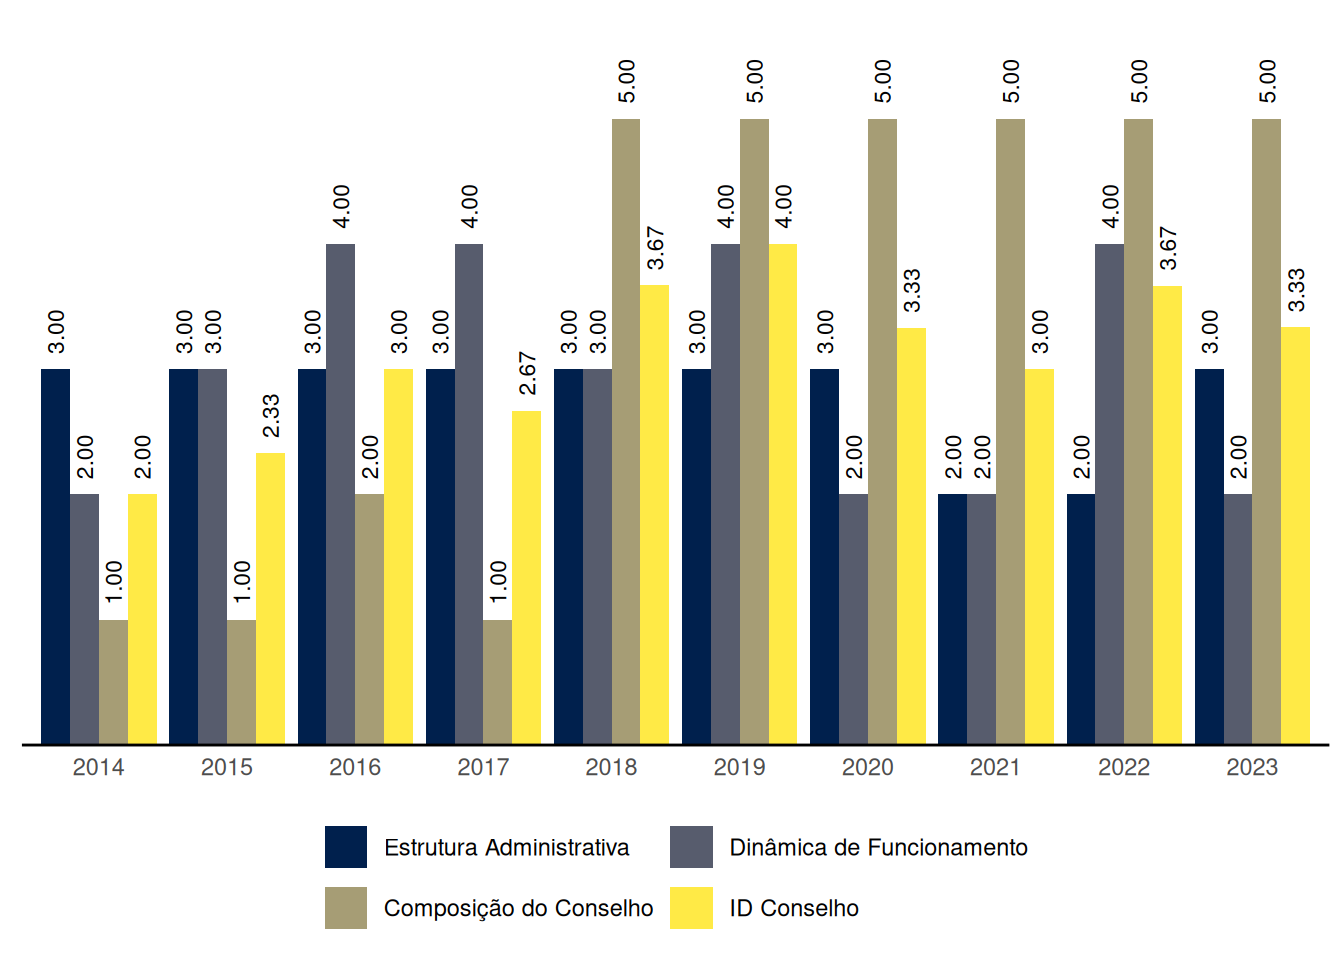 3.00 2.00 1.00 2.00
3.00 3.00 1.00 2.33
3.00 4.00 2.00 3.00
3.00 4.00 1.00 2.67
3.00 3.00 5.00 3.67
3.00 4.00 5.00 4.00
3.00 2.00 5.00 3.33
2.00 2.00 5.00 3.00
2.00 4.00 5.00 3.67
3.00 2.00 5.00 3.33
2014 2015 2016 2017 2018 2019 2020 2021 2022 2023
Estrutura Administrativa Dinâmica de Funcionamento
Composição do Conselho ID Conselho